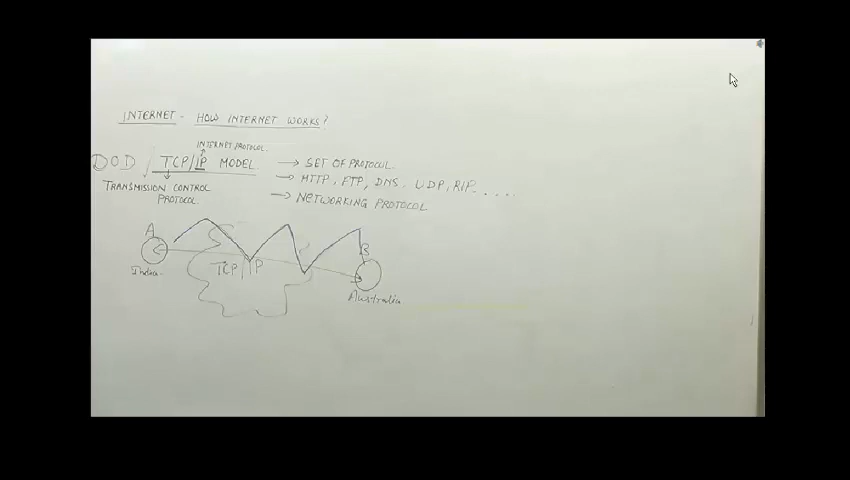 INTERNET - HOW INTERNET WORKS?
INTERNET PROTOCOL.
DOD / TCP/IP MODEL. → SET OF PROTOCOL.
→ HTTP, FTP, DNS, UDP, RIP. . . . .
TRANSMISSION CONTROL PROTOCOL.
→ NETWORKING PROTOCOL
A
B
TCP/IP
India.
Australia